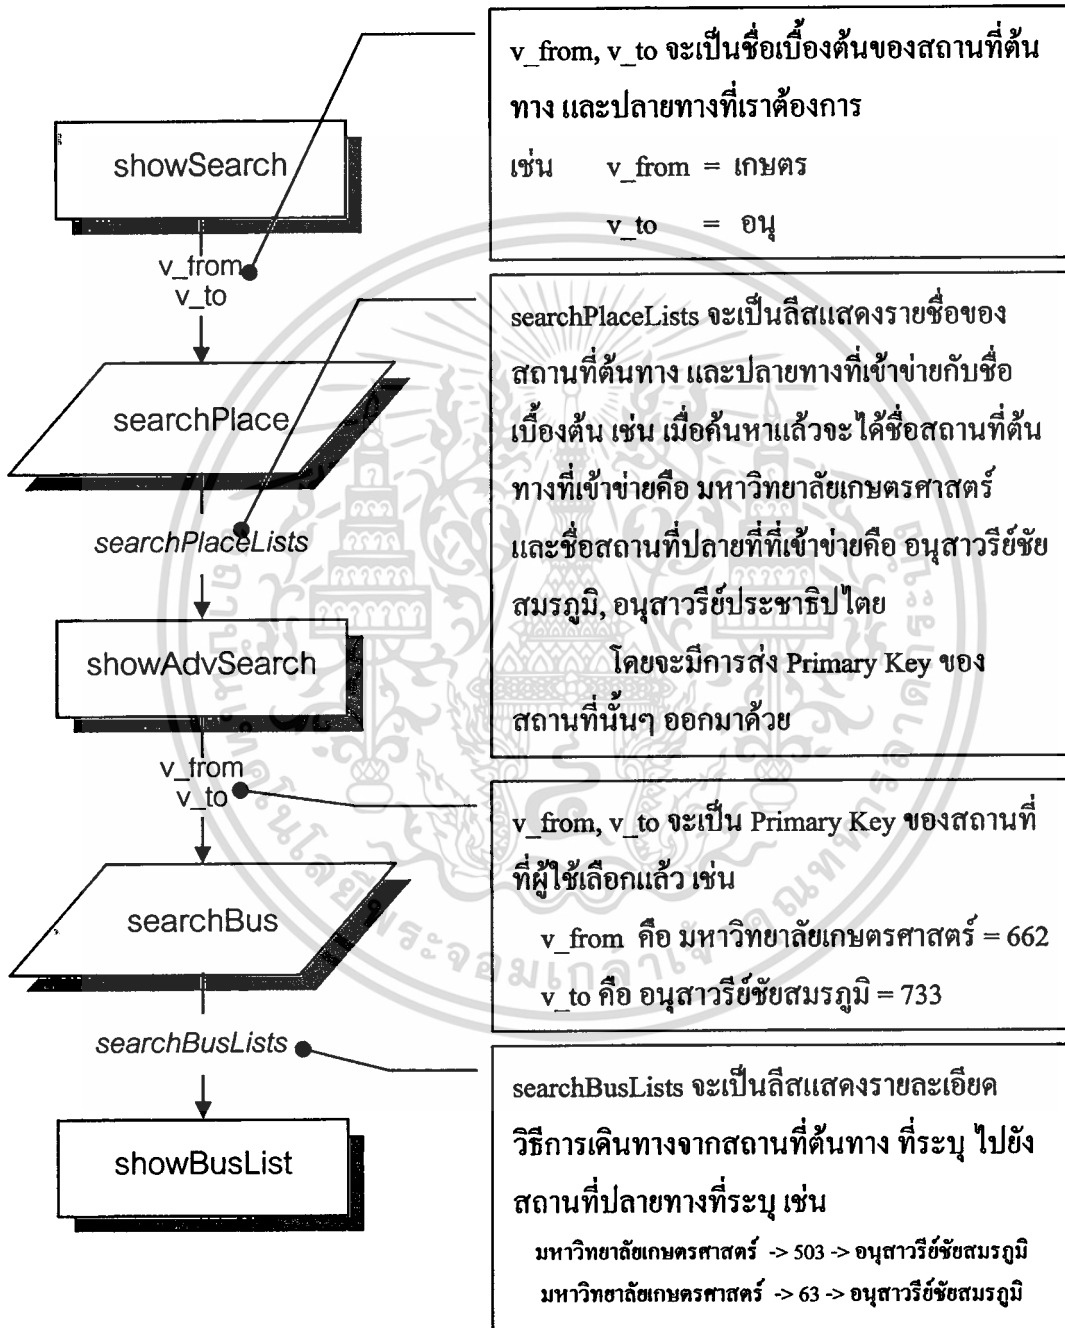 showSearch
v_from
v_to
searchPlace
searchPlaceLists
showAdvSearch
v_from
v_to
searchBus
searchBusLists
showBusList
v_from, v_to จะเป็นชื่อเบื้องต้นของสถานที่ต้น
ทาง และปลายทางที่เราต้องการ
เช่น v_from = เกษตร
v_to = อนุ
searchPlaceLists จะเป็นลีสแสดงรายชื่อของ
สถานที่ต้นทาง และปลายทางที่เข้าข่ายกับชื่อ
เบื้องต้น เช่น เมื่อค้นหาแล้วจะได้ชื่อสถานที่ต้น
ทางที่เข้าข่ายคือ มหาวิทยาลัยเกษตรศาสตร์
และชื่อสถานที่ปลายที่ที่เข้าข่ายคือ อนุสาวรีย์ชัย
สมรภูมิ, อนุสาวรีย์ประชาธิปไตย
โดยจะมีการส่ง Primary Key ของ
สถานที่นั้นๆ ออกมาด้วย
v_from, v_to จะเป็น Primary Key ของสถานที่
ที่ผู้ใช้เลือกแล้ว เช่น
v_from คือ มหาวิทยาลัยเกษตรศาสตร์ = 662
v_to คือ อนุสาวรีย์ชัยสมรภูมิ = 733
searchBusLists จะเป็นลีสแสดงรายละเอียด
วิธีการเดินทางจากสถานที่ต้นทาง ที่ระบุ ไปยัง
สถานที่ปลายทางที่ระบุ เช่น
มหาวิทยาลัยเกษตรศาสตร์ -> 503 -> อนุสาวรีย์ชัยสมรภูมิ
มหาวิทยาลัยเกษตรศาสตร์ -> 63 -> อนุสาวรีย์ชัยสมรภูมิ